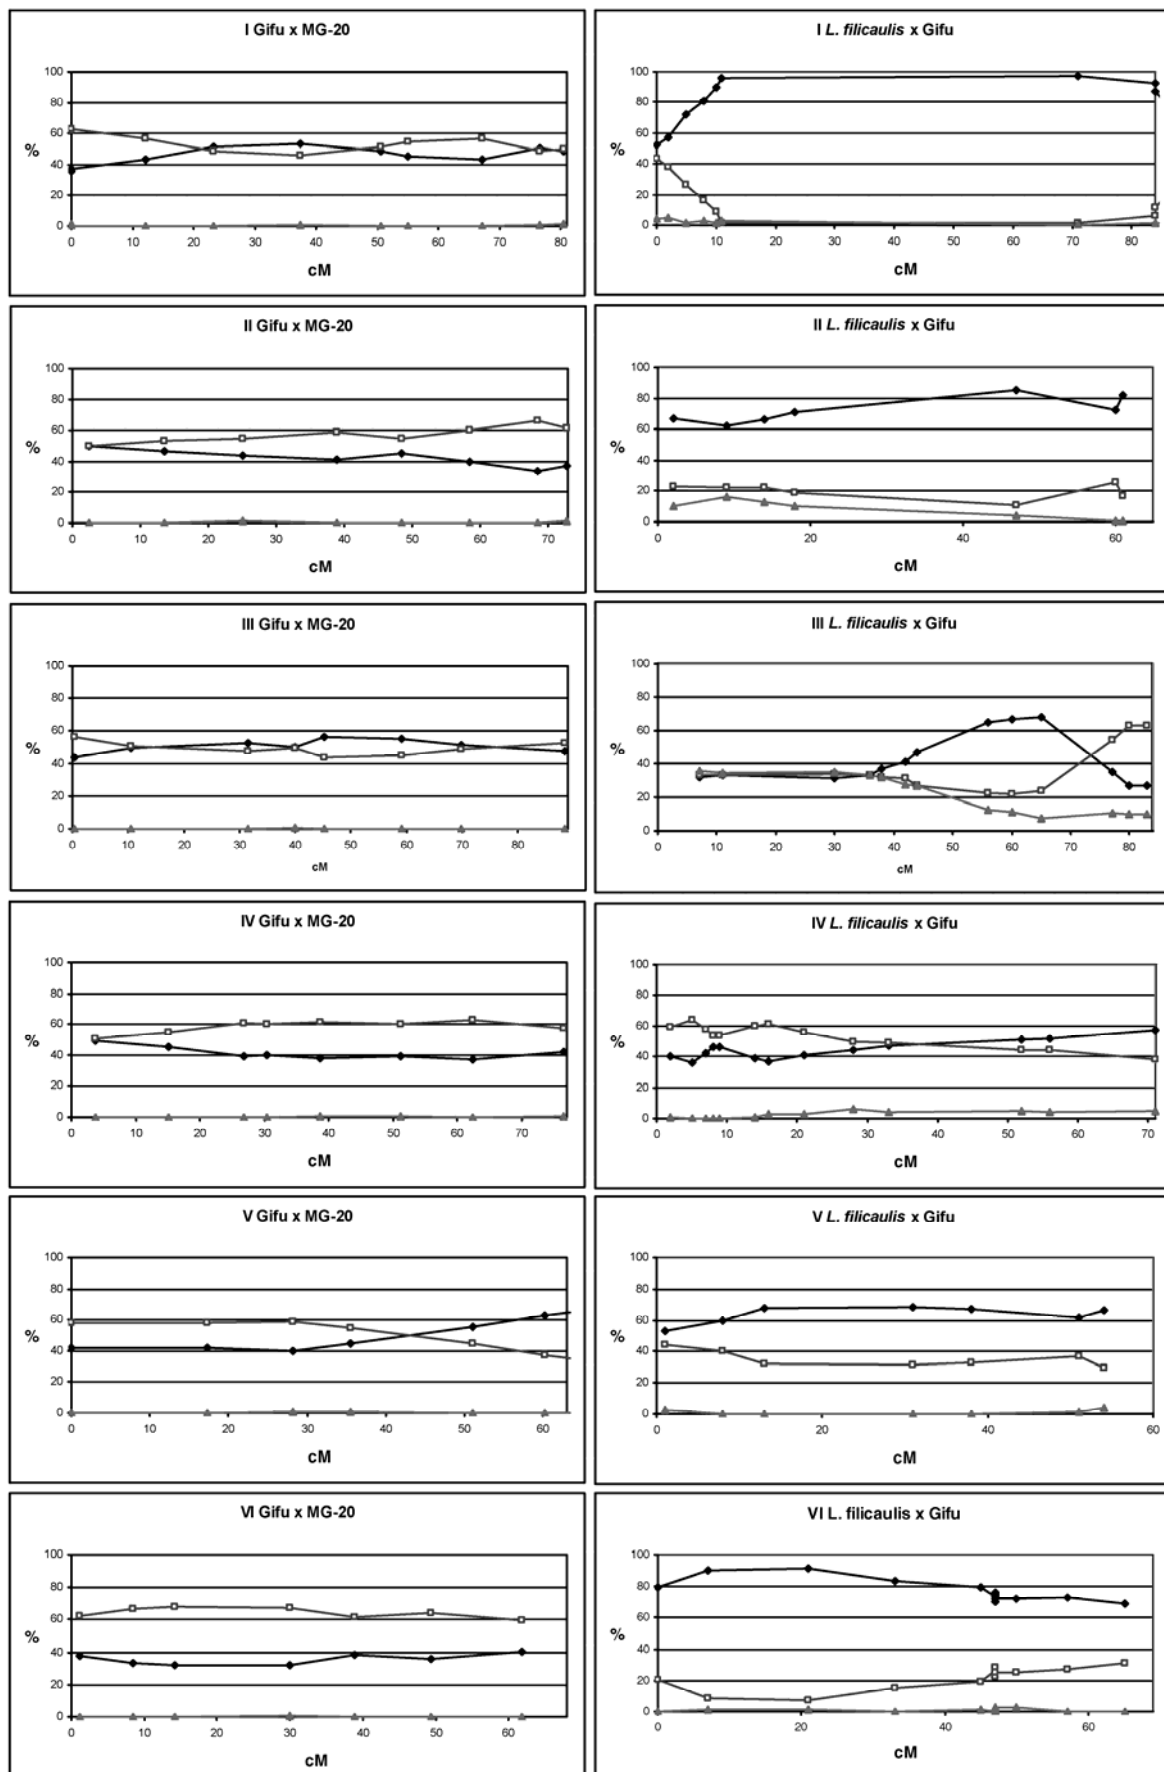 I Gifu x MG-20
100
80
60
%
40
20
0
0 10 20 30 40 50 60 70 80
cM
I L. filicaulis x Gifu
100
80
60
%
40
20
0
0 10 20 30 40 50 60 70 80
cM
II Gifu x MG-20
100
80
60
%
40
20
0
0 10 20 30 40 50 60 70
cM
II L. filicaulis x Gifu
100
80
60
%
40
20
0
0 20 40 60
cM
III Gifu x MG-20
100
80
60
%
40
20
0
0 10 20 30 40 50 60 70 80
cM
III L. filicaulis x Gifu
100
80
60
%
40
20
0
0 10 20 30 40 50 60 70 80
cM
IV Gifu x MG-20
100
80
60
%
40
20
0
0 10 20 30 40 50 60 70
cM
IV L. filicaulis x Gifu
100
80
60
%
40
20
0
0 10 20 30 40 50 60 70
cM
V Gifu x MG-20
100
80
60
%
40
20
0
0 10 20 30 40 50 60
cM
V L. filicaulis x Gifu
100
80
60
%
40
20
0
0 20 40 60
cM
VI Gifu x MG-20
100
80
60
%
40
20
0
0 10 20 30 40 50 60
cM
VI L. filicaulis x Gifu
100
80
60
%
40
20
0
0 20 40 60
cM